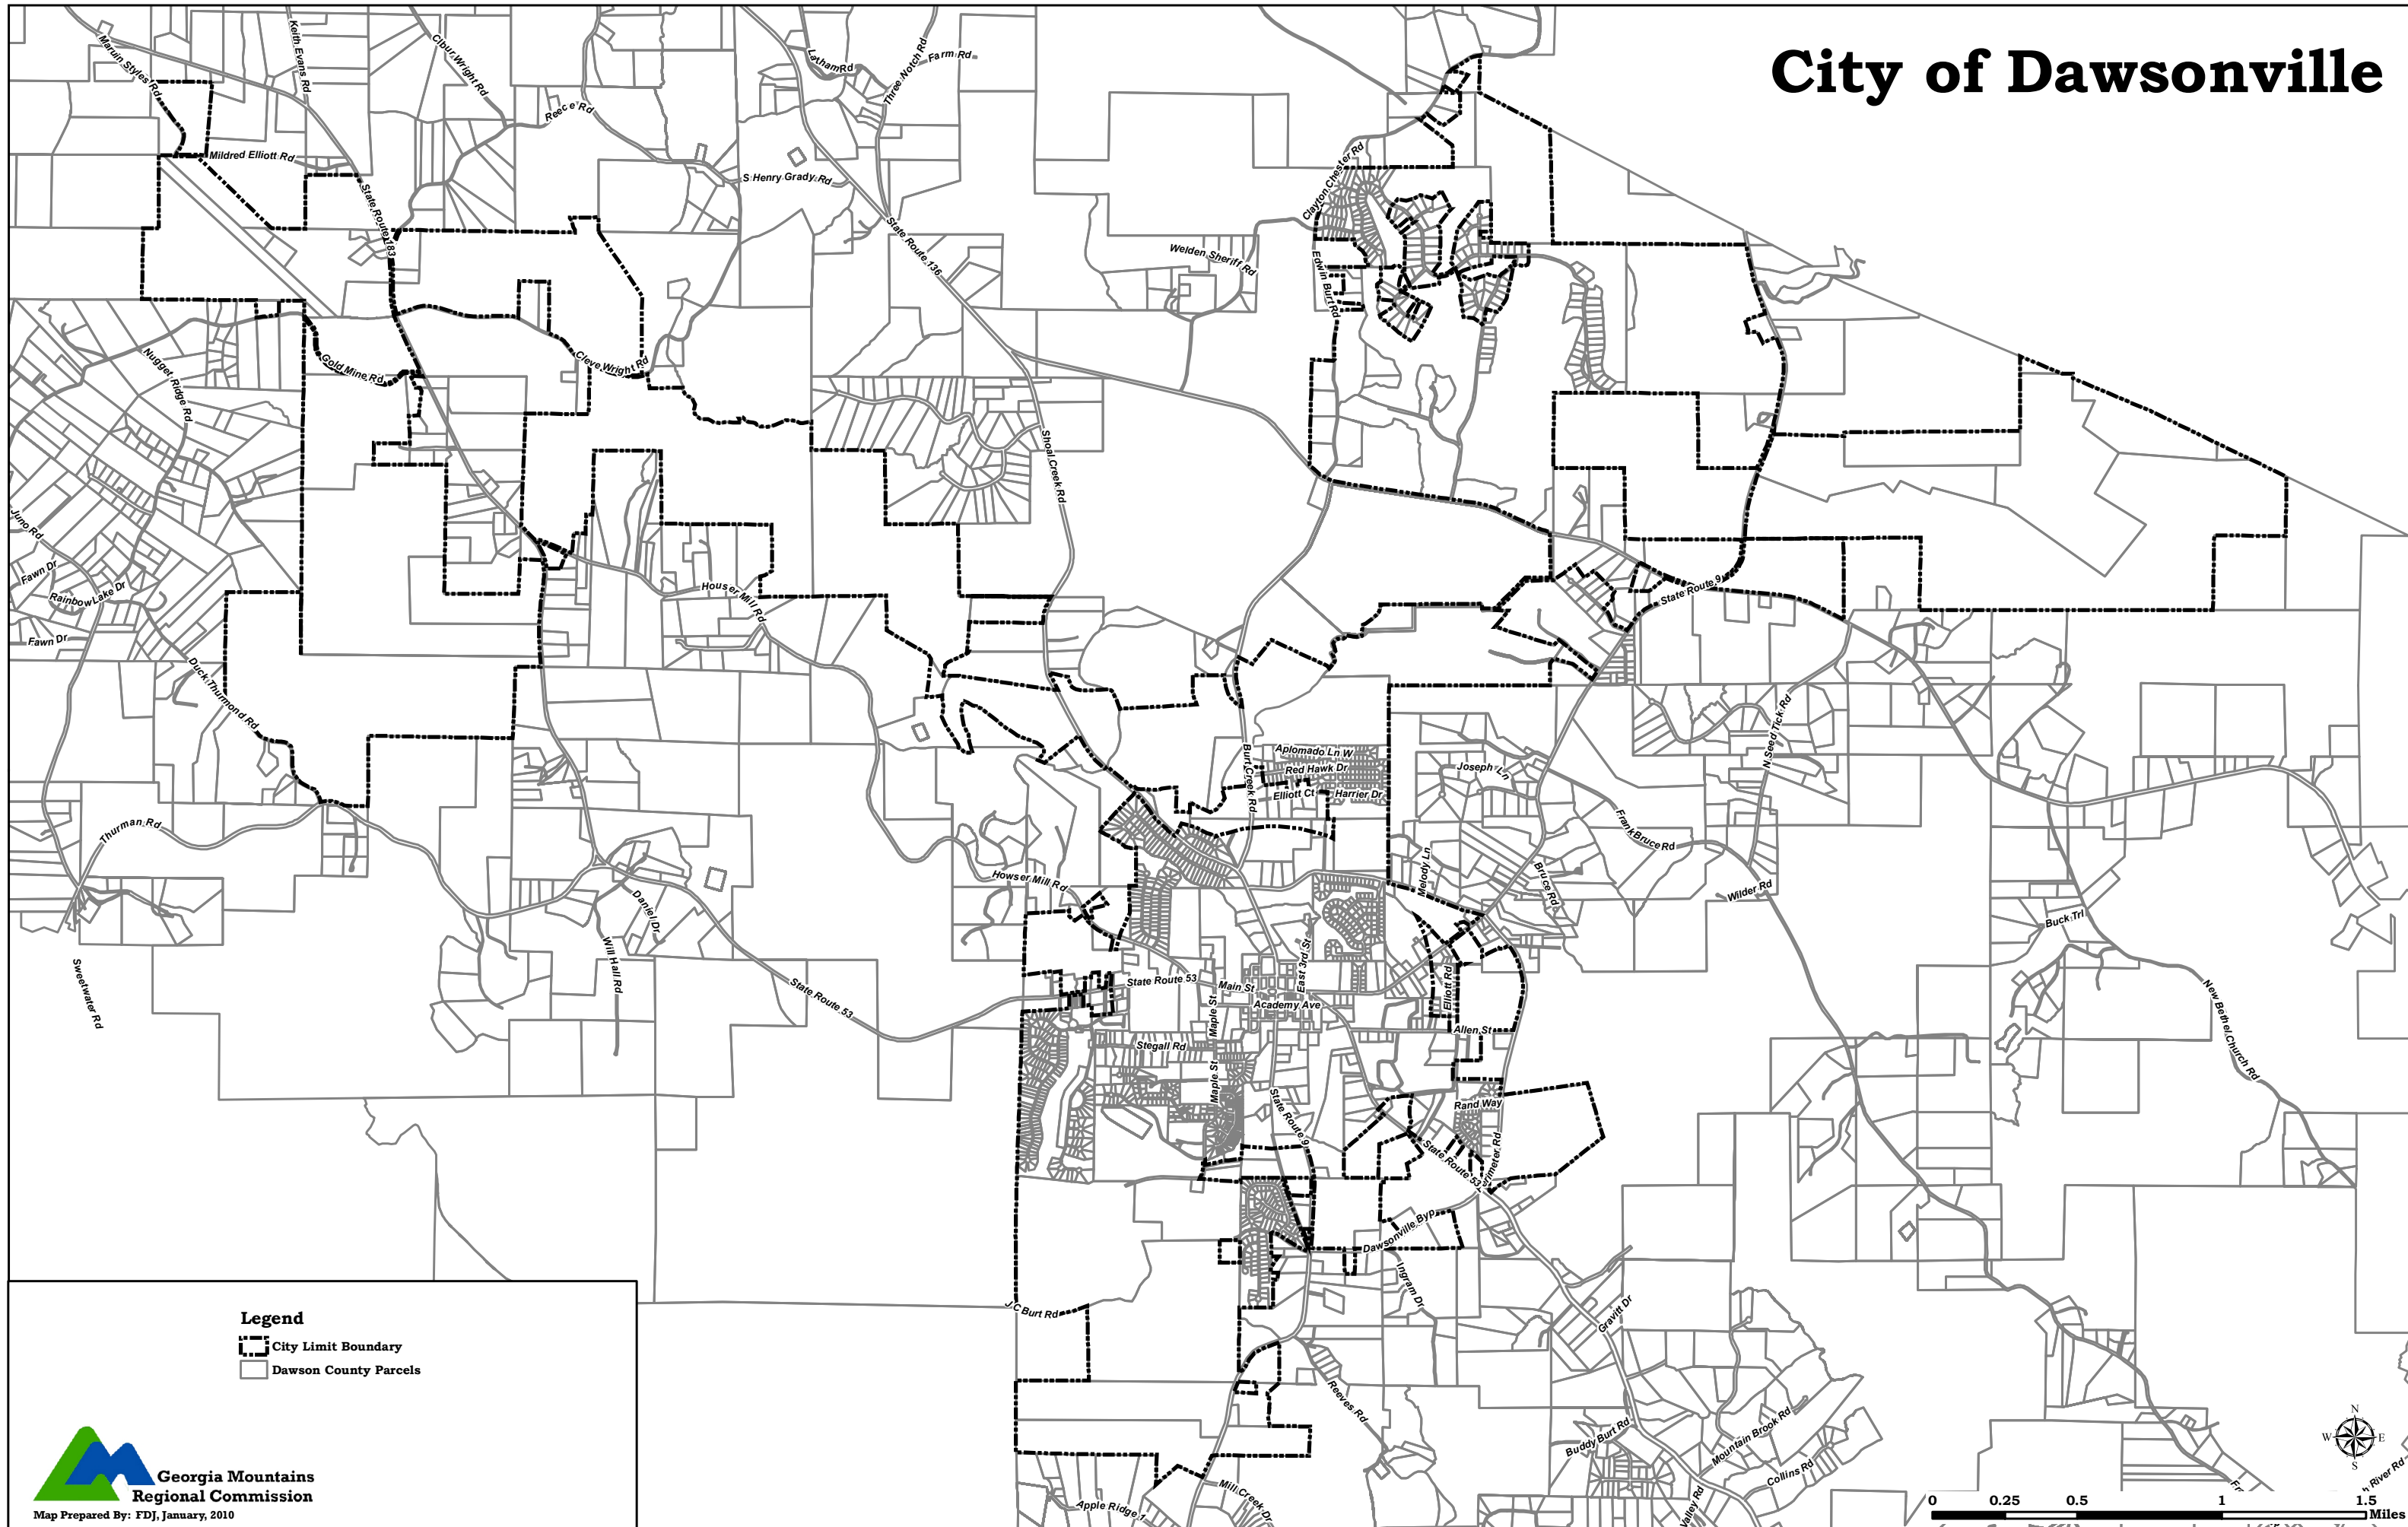 City of Dawsonville
Maruin Styles Rd
Keith Evans Rd
Clbur Wright Rd
Reece Rd
Latham Rd
Three Notch Rd
Farm Rd
Mildred Elliott Rd
State Route 183
S Henry Grady Rd
State Route 136
Clayton Chester Rd
Welden Sheriff Rd
Edwin Burt Rd
Nugget Ridge Rd
Gold Mine Rd
Cleve Wright Rd
Shoal Creek Rd
Juno Rd
Fawn Dr
Rainbow Lake Dr
Fawn Dr
Houser Mill Rd
State Route 9
Duck Thurmond Rd
N Seed Tick Rd
Burt Creek Rd
Aplomado Ln W
Red Hawk Dr
Elliott Ct
Harrier Dr
Joseph Ln
Thurman Rd
Frank Bruce Rd
Howser Mill Rd
Melody Ln
Bruce Rd
Wilder Rd
Daniel Dr
Will Hall Rd
Buck Trl
Sweetwater Rd
State Route 53
State Route 53
Main St
East 3rd St
Academy Ave
Maple St
Elliott Rd
Allen St
New Bethel Church Rd
Stegall Rd
Maple St
State Route 9
Rand Way
State Route 53
Dawsonville Byp
Ingram Dr
J C Burt Rd
Gravitt Dr
Reeves Rd
Buddy Burt Rd
Mountain Brook Rd
Collins Rd
Valley Rd
Mill Creek Dr
Apple Ridge 1
River Rd
Legend
City Limit Boundary
Dawson County Parcels
Georgia Mountains
Regional Commission
Map Prepared By: FDJ, January, 2010
N
W
E
S
0 0.25 0.5 1 1.5
Miles